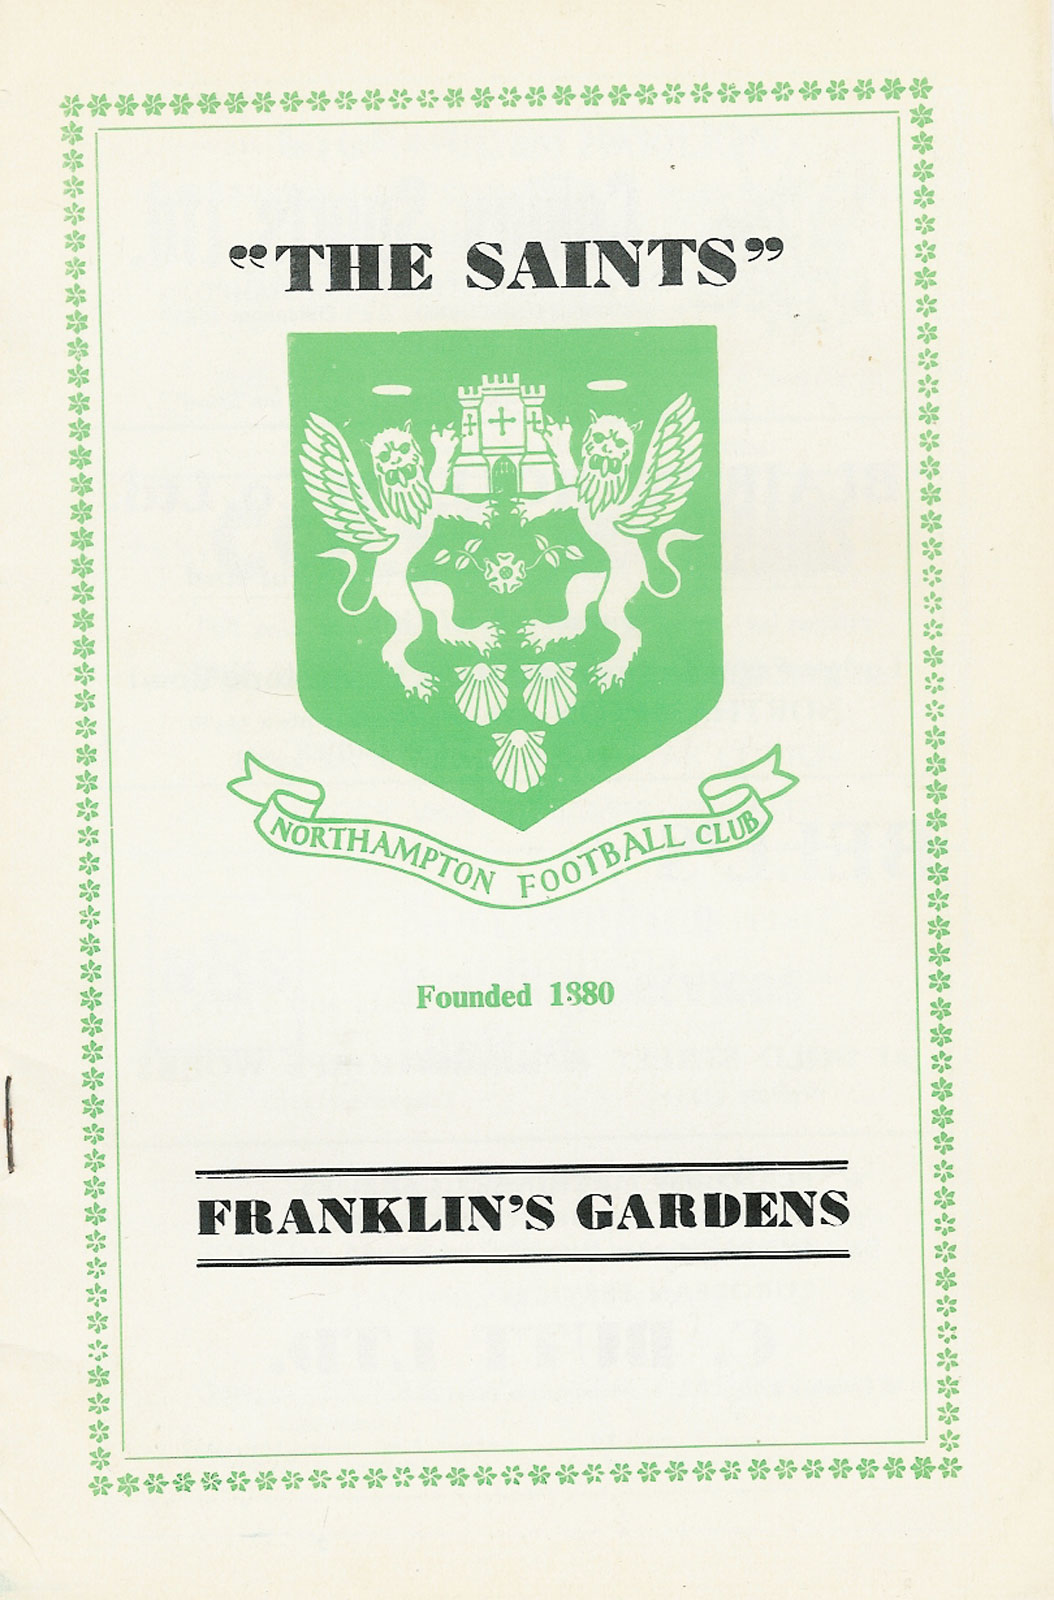 “THE SAINTS”
NORTHAMPTON FOOTBALL CLUB
Founded 1880
FRANKLIN’S GARDENS